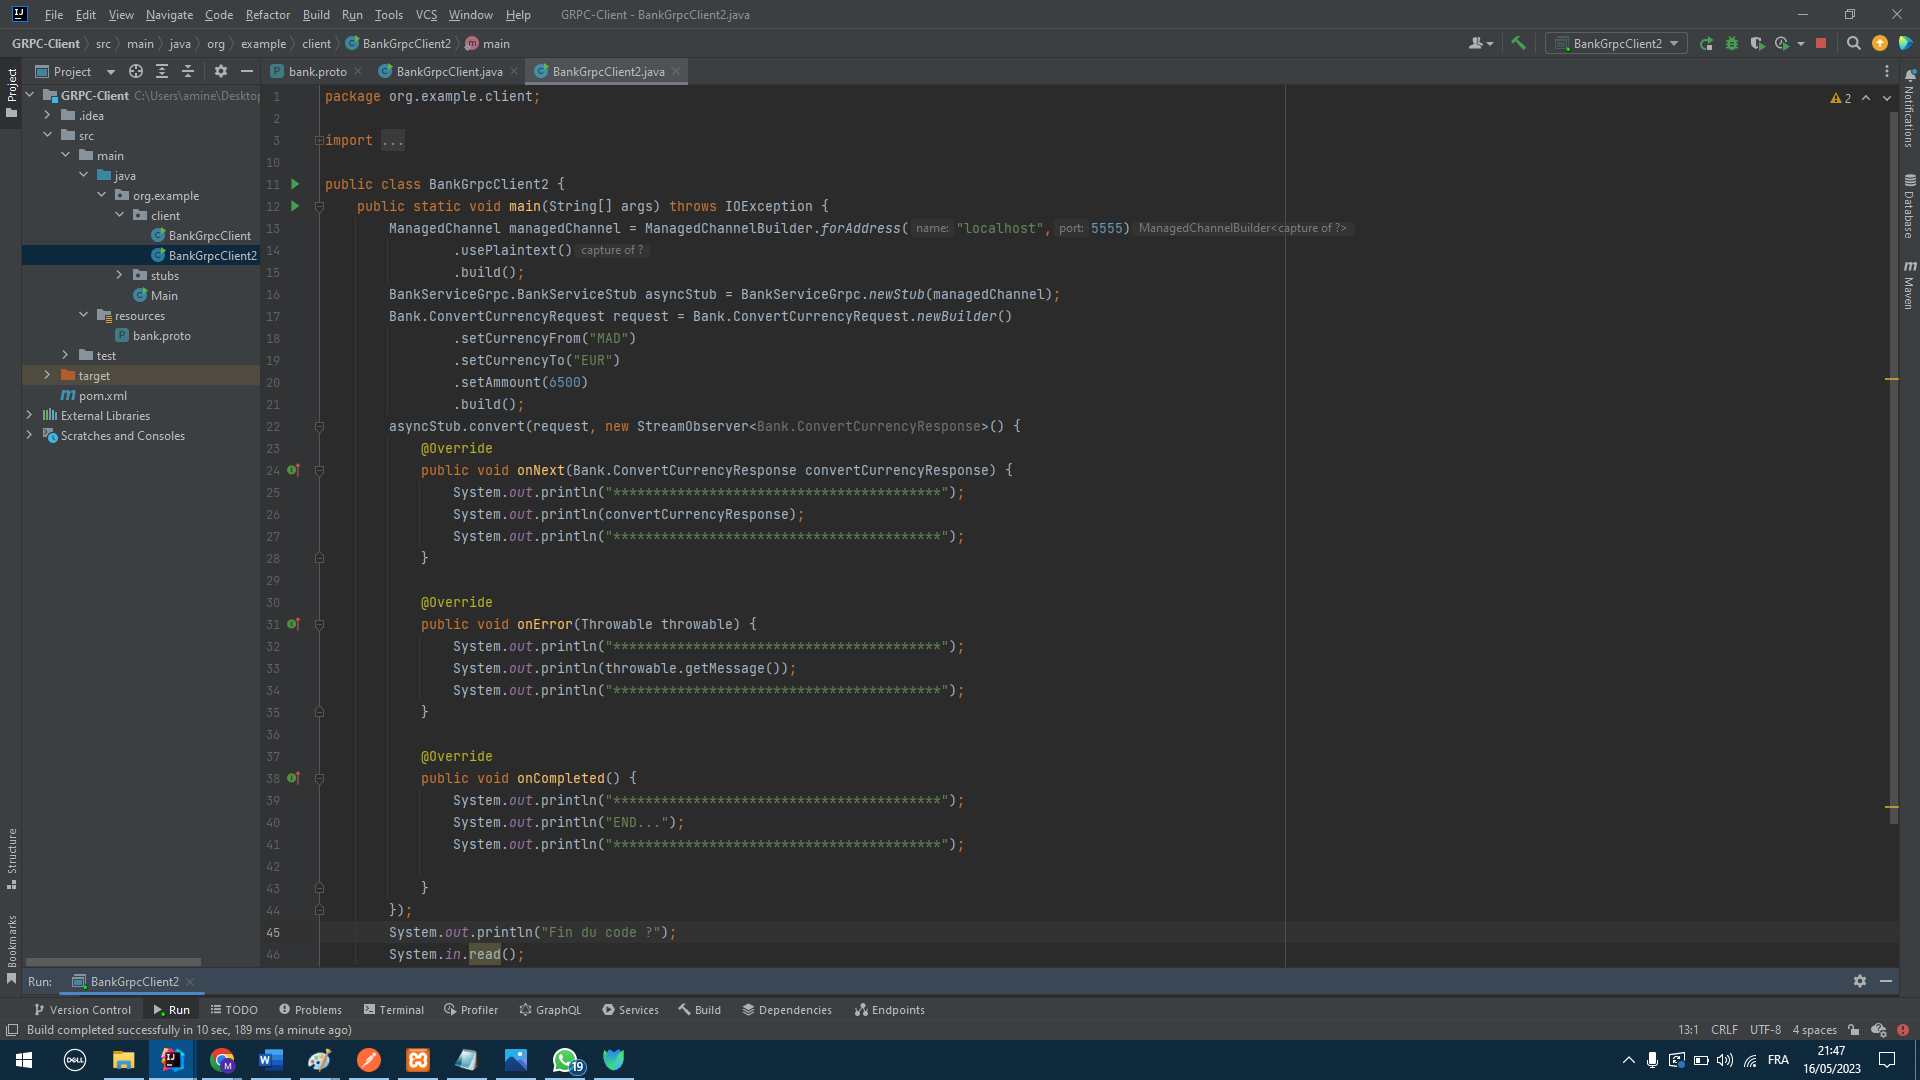 File Edit View Navigate Code Refactor Build Run Tools VCS Window Help GRPC-Client - BankGrpcClient2.java
GRPC-Client src main java org example client BankGrpcClient2 main BankGrpcClient2
Project bank.proto BankGrpcClient.java BankGrpcClient2.java
Project
GRPC-Client C:\Users\amine\Desktop
.idea
src
main
java
org.example
client
BankGrpcClient
BankGrpcClient2
stubs
Main
resources
bank.proto
test
target
pom.xml
External Libraries
Scratches and Consoles
Structure
Bookmarks
1 package org.example.client;
2
3 import ...
10
11 public class BankGrpcClient2 {
12 public static void main(String[] args) throws IOException {
13 ManagedChannel managedChannel = ManagedChannelBuilder.forAddress( name: "localhost", port: 5555) ManagedChannelBuilder<capture of ?>
14 .usePlaintext() capture of ?
15 .build();
16 BankServiceGrpc.BankServiceStub asyncStub = BankServiceGrpc.newStub(managedChannel);
17 Bank.ConvertCurrencyRequest request = Bank.ConvertCurrencyRequest.newBuilder()
18 .setCurrencyFrom("MAD")
19 .setCurrencyTo("EUR")
20 .setAmmount(6500)
21 .build();
22 asyncStub.convert(request, new StreamObserver<Bank.ConvertCurrencyResponse>() {
23 @Override
24 public void onNext(Bank.ConvertCurrencyResponse convertCurrencyResponse) {
25 System.out.println("*****************************************");
26 System.out.println(convertCurrencyResponse);
27 System.out.println("*****************************************");
28 }
29
30 @Override
31 public void onError(Throwable throwable) {
32 System.out.println("*****************************************");
33 System.out.println(throwable.getMessage());
34 System.out.println("*****************************************");
35 }
36
37 @Override
38 public void onCompleted() {
39 System.out.println("*****************************************");
40 System.out.println("END...");
41 System.out.println("*****************************************");
42
43 }
44 });
45 System.out.println("Fin du code ?");
46 System.in.read();
2
Notifications
Database
m Maven
Run: BankGrpcClient2
Version Control Run TODO Problems Terminal Profiler GraphQL Services Build Dependencies Endpoints
Build completed successfully in 10 sec, 189 ms (a minute ago) 13:1 CRLF UTF-8 4 spaces
DELL M W 19 FRA 21:47
16/05/2023